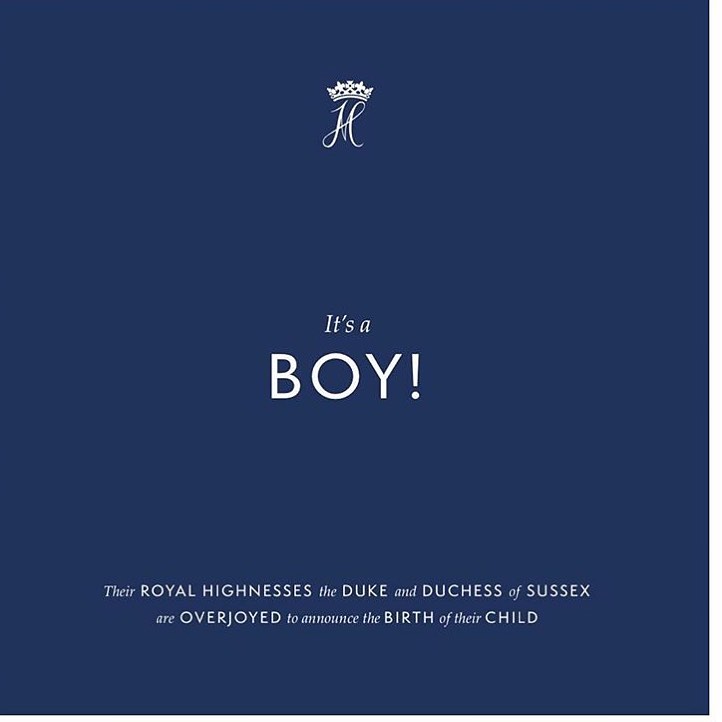 It's a
BOY!
Their ROYAL HIGHNESSES the DUKE and DUCHESS of SUSSEX
are OVERJOYED to announce the BIRTH of their CHILD